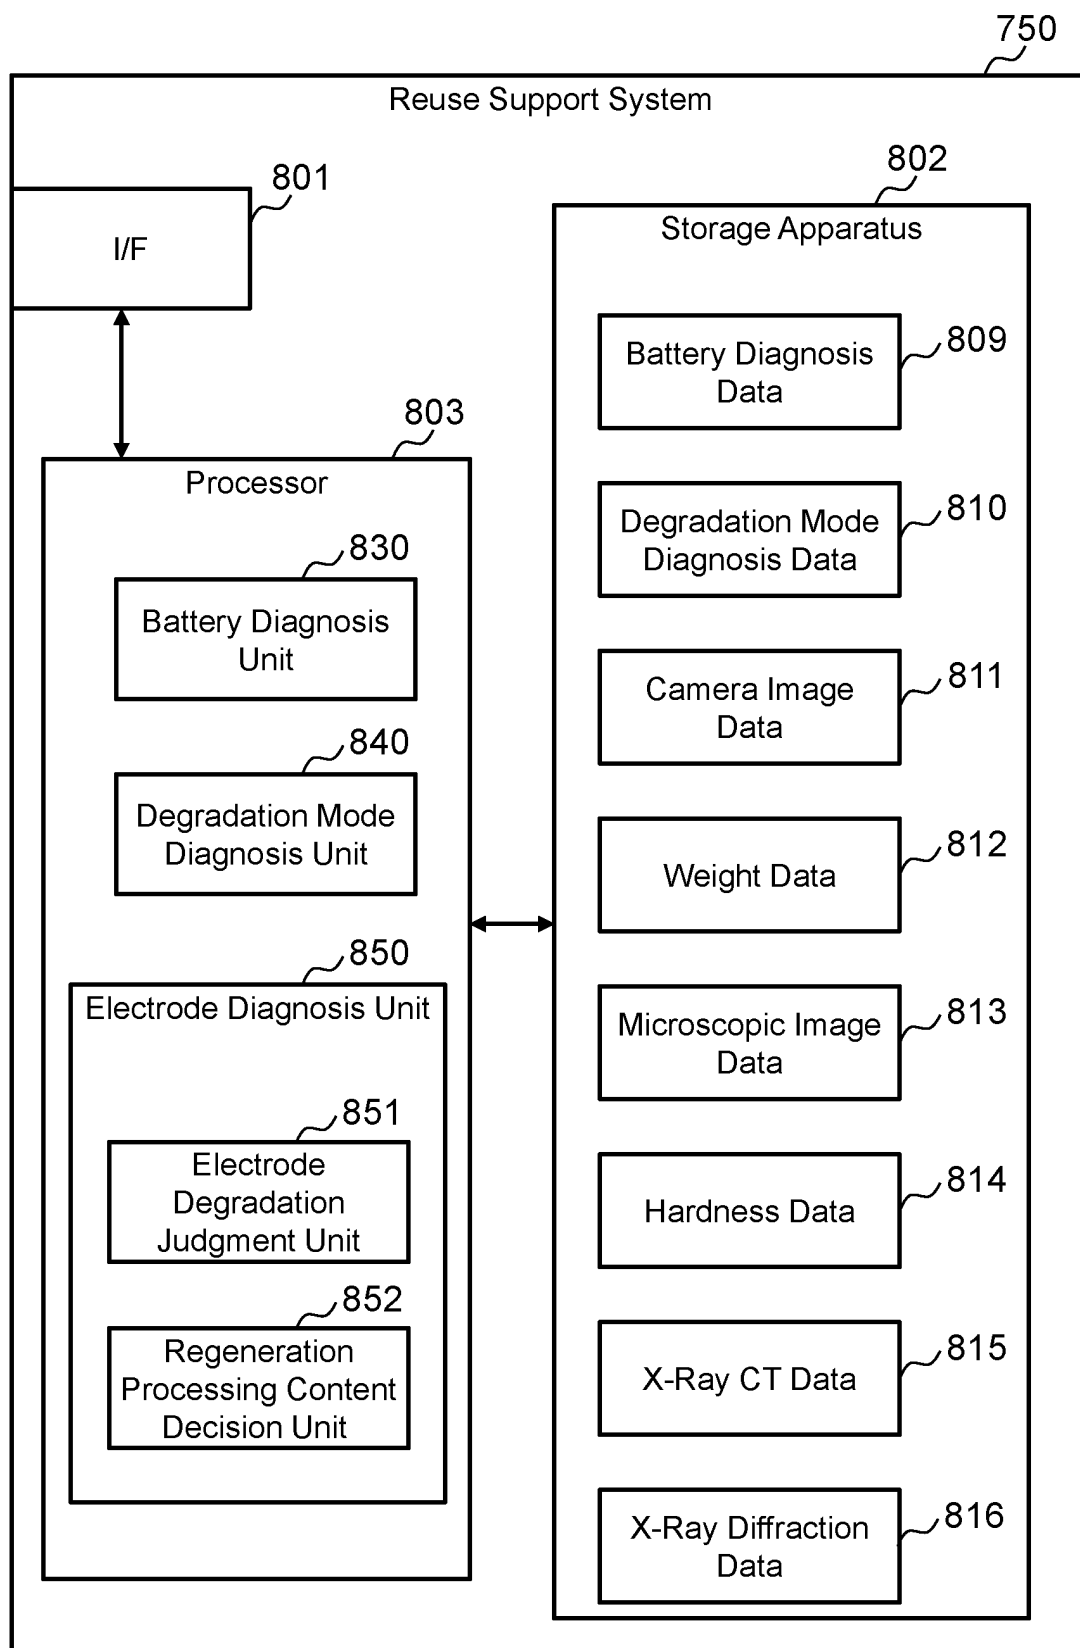 750
Reuse Support System
801
I/F
803
Processor
830
Battery Diagnosis
Unit
840
Degradation Mode
Diagnosis Unit
850
Electrode Diagnosis Unit
851
Electrode
Degradation
Judgment Unit
852
Regeneration
Processing Content
Decision Unit
802
Storage Apparatus
Battery Diagnosis
Data
809
Degradation Mode
Diagnosis Data
810
Camera Image
Data
811
Weight Data
812
Microscopic Image
Data
813
Hardness Data
814
X-Ray CT Data
815
X-Ray Diffraction
Data
816